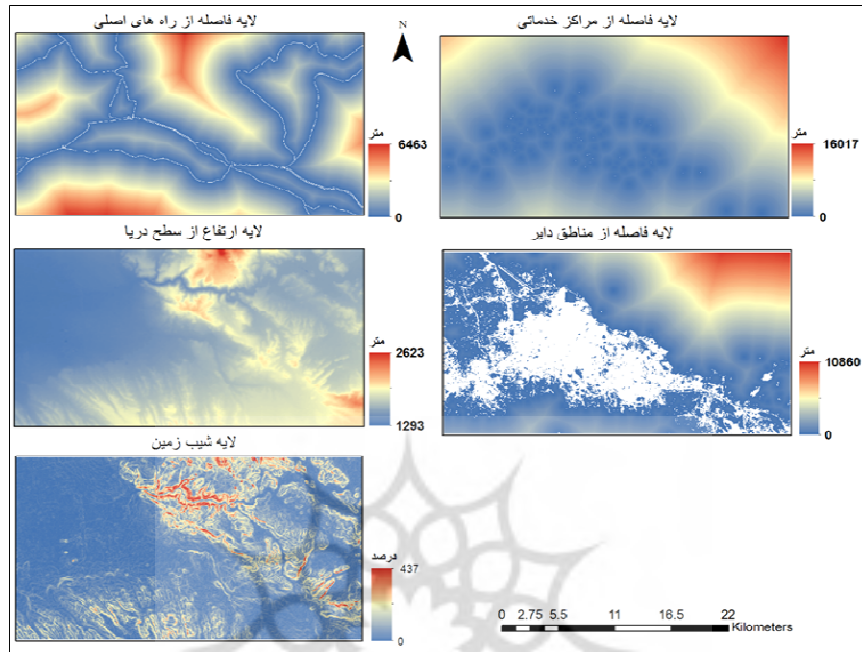 لایه فاصله از راه های اصلی
N
لایه فاصله از مراکز خدماتی
متر
6463
0
متر
16017
0
لایه ارتفاع از سطح دریا
لایه فاصله از مناطق دایر
متر
2623
1293
متر
10860
0
لایه شیب زمین
درصد
437
0
0 2.75 5.5 11 16.5 22
Kilometers